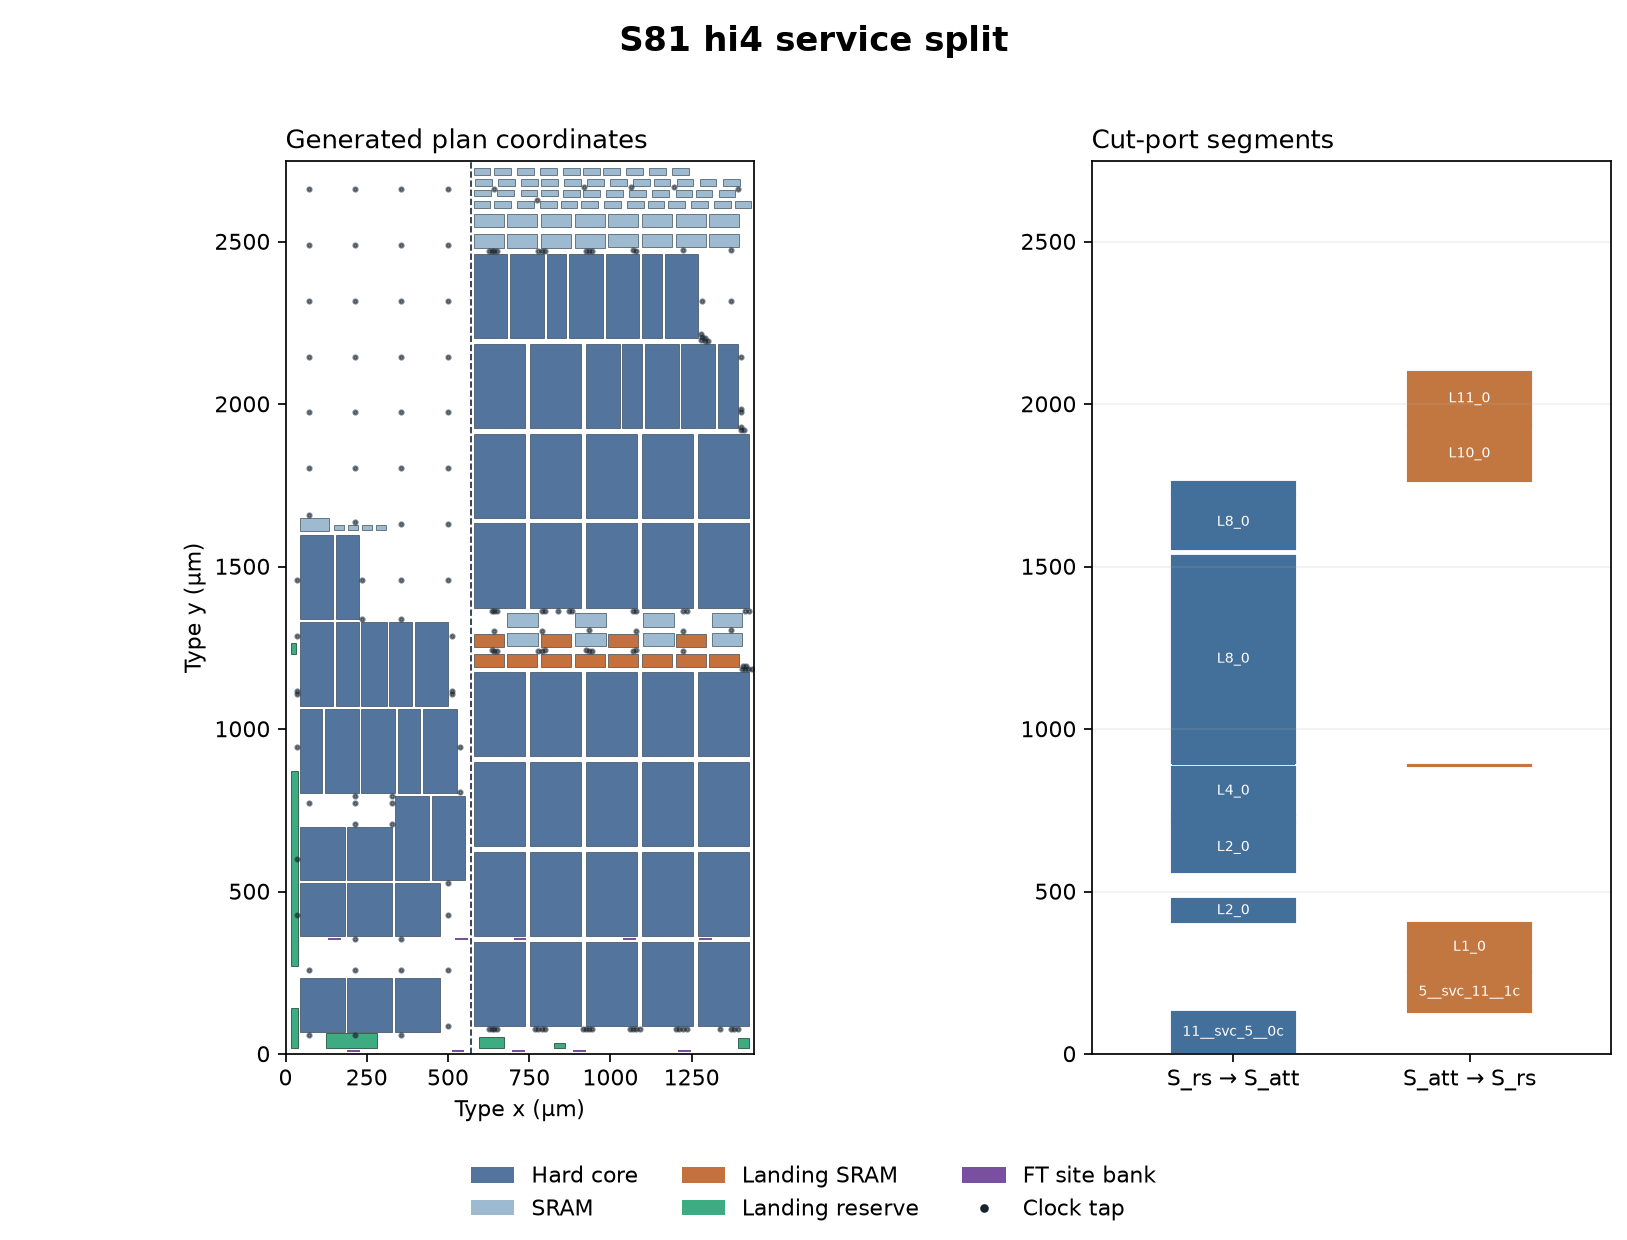 S81 hi4 service split
Generated plan coordinates
Type y (µm)
2500
2000
1500
1000
500
0
0 250 500 750 1000 1250
Type x (µm)
Cut-port segments
2500
2000
1500
1000
500
0
L8_0
L8_0
L4_0
L2_0
L2_0
11__svc_5__0c
L11_0
L10_0
L1_0
5__svc_11__1c
S_rs → S_att
S_att → S_rs
Hard core
SRAM
Landing SRAM
Landing reserve
FT site bank
Clock tap